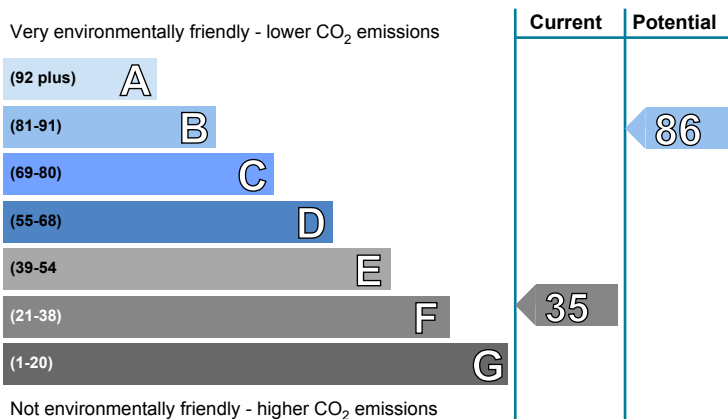 Current Potential
Very environmentally friendly - lower CO2 emissions
(92 plus) A
(81-91) B
86
(69-80) C
(55-68) D
(39-54 E
(21-38) F
35
(1-20) G
Not environmentally friendly - higher CO2 emissions